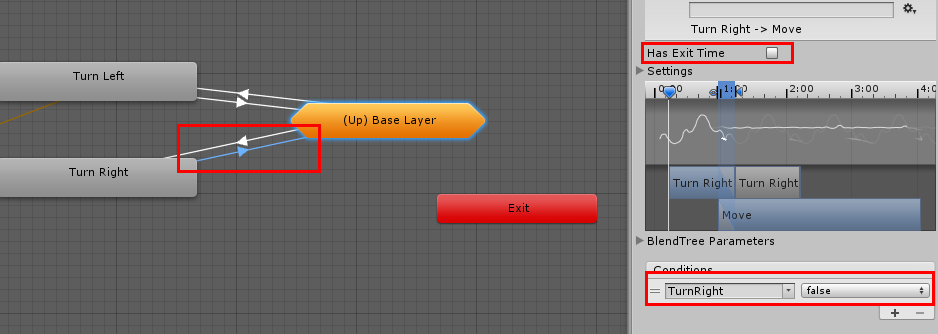 Turn Left
(Up) Base Layer
Turn Right
Exit
Turn Right -> Move
Has Exit Time
Settings
0:00 1:00 2:00 3:00
Turn Right Turn Right
Move
BlendTree Parameters
Conditions
TurnRight false